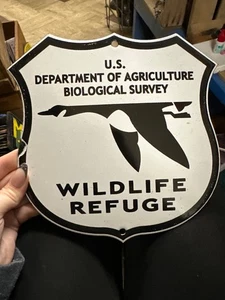 U.S.
DEPARTMENT OF AGRICULTURE
BIOLOGICAL SURVEY
WILDLIFE
REFUGE